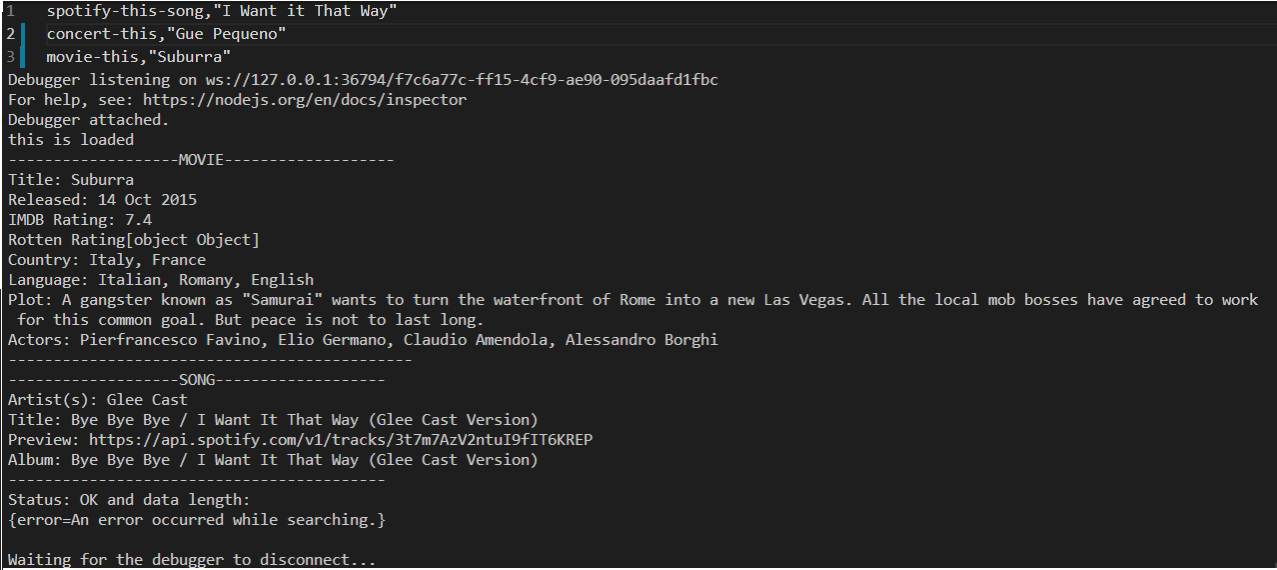 1 spotify-this-song,"I Want it That Way"
2 concert-this,"Gue Pequeno"
3 movie-this,"Suburra"
Debugger listening on ws://127.0.0.1:36794/f7c6a77c-ff15-4cf9-ae90-095daafd1fbc
For help, see: https://nodejs.org/en/docs/inspector
Debugger attached.
this is loaded
-------------------MOVIE-------------------
Title: Suburra
Released: 14 Oct 2015
IMDB Rating: 7.4
Rotten Rating[object Object]
Country: Italy, France
Language: Italian, Romany, English
Plot: A gangster known as "Samurai" wants to turn the waterfront of Rome into a new Las Vegas. All the local mob bosses have agreed to work
for this common goal. But peace is not to last long.
Actors: Pierfrancesco Favino, Elio Germano, Claudio Amendola, Alessandro Borghi
---------------------------------------------
-------------------SONG-------------------
Artist(s): Glee Cast
Title: Bye Bye Bye / I Want It That Way (Glee Cast Version)
Preview: https://api.spotify.com/v1/tracks/3t7m7AzV2ntuI9fIT6KREP
Album: Bye Bye Bye / I Want It That Way (Glee Cast Version)
------------------------------------------
Status: OK and data length:
{error=An error occurred while searching.}
Waiting for the debugger to disconnect...